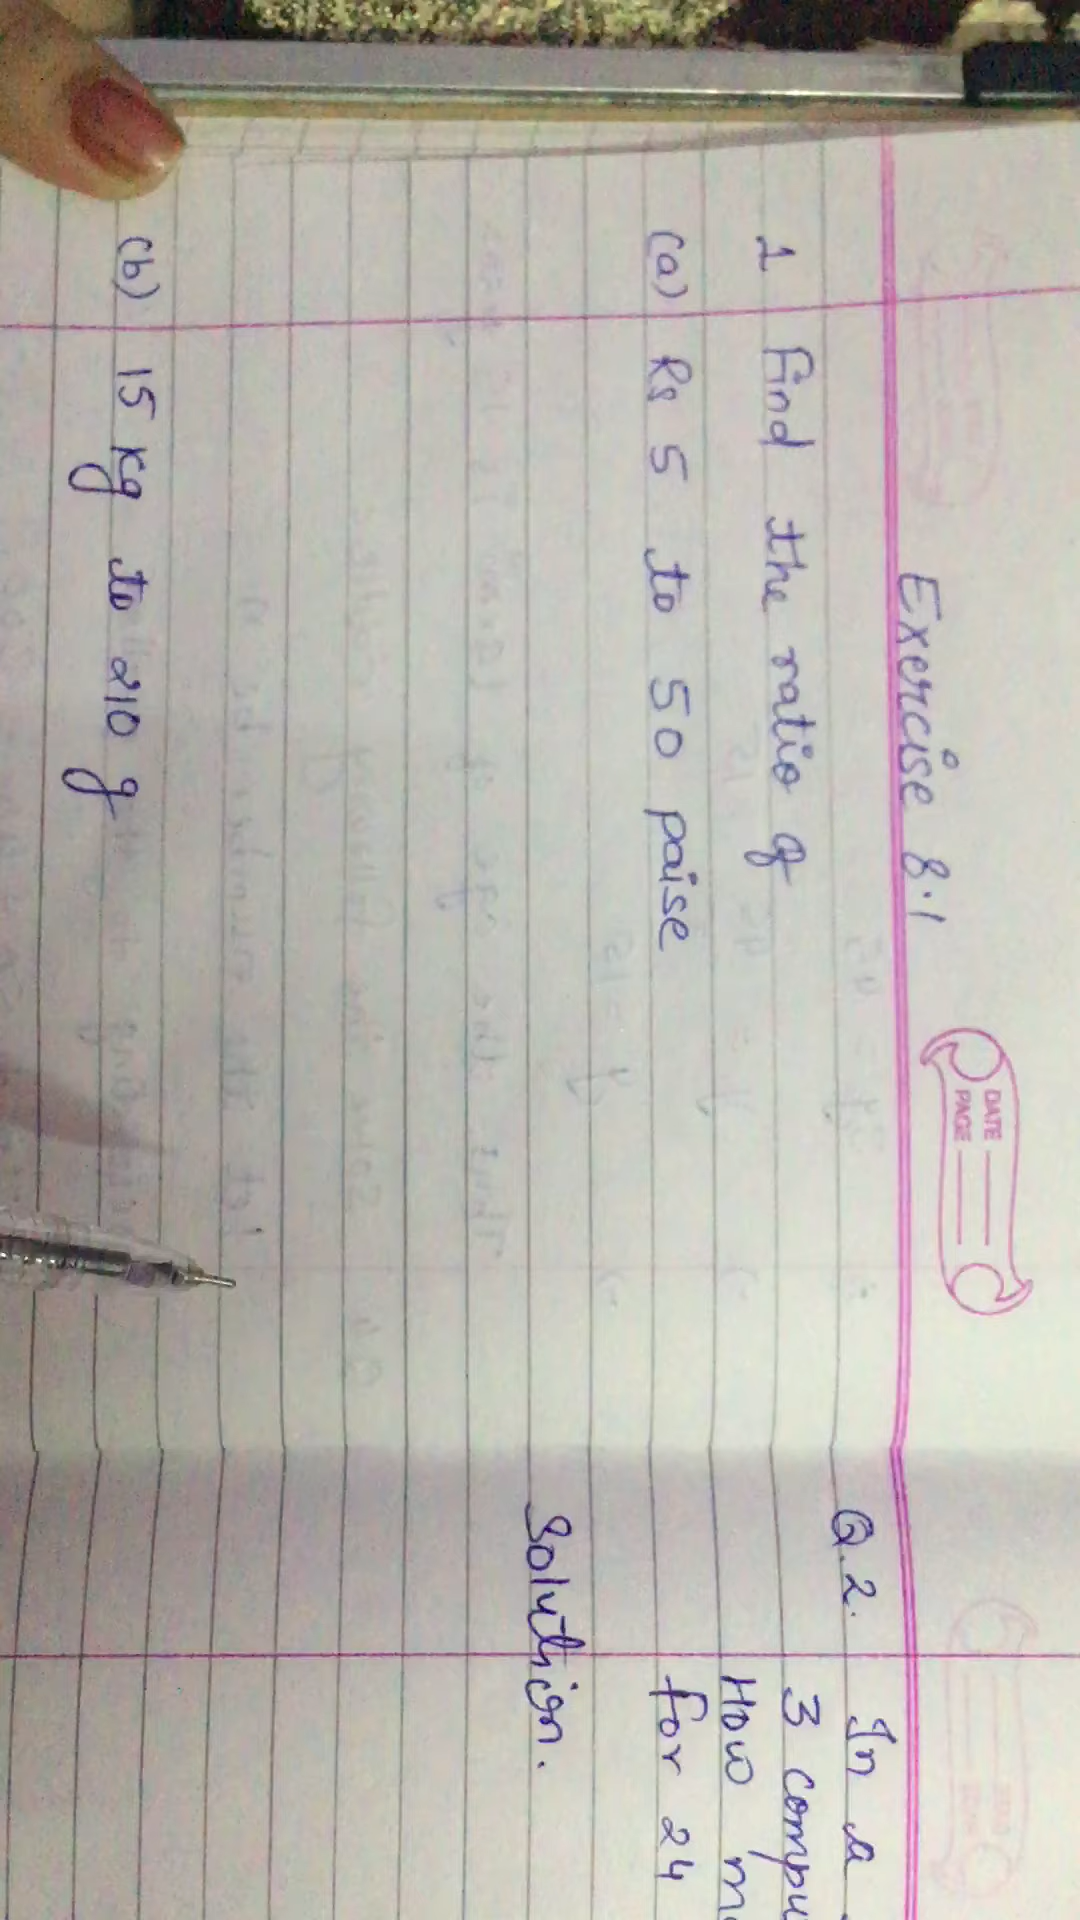 Exercise 8.1
DATE
PAGE
1 Find the ratio of
(a) Rs 5 to 50 paise
(b) 15 kg to 210 g
Q.2. In a
3 compu
How m
for 24
Solution.